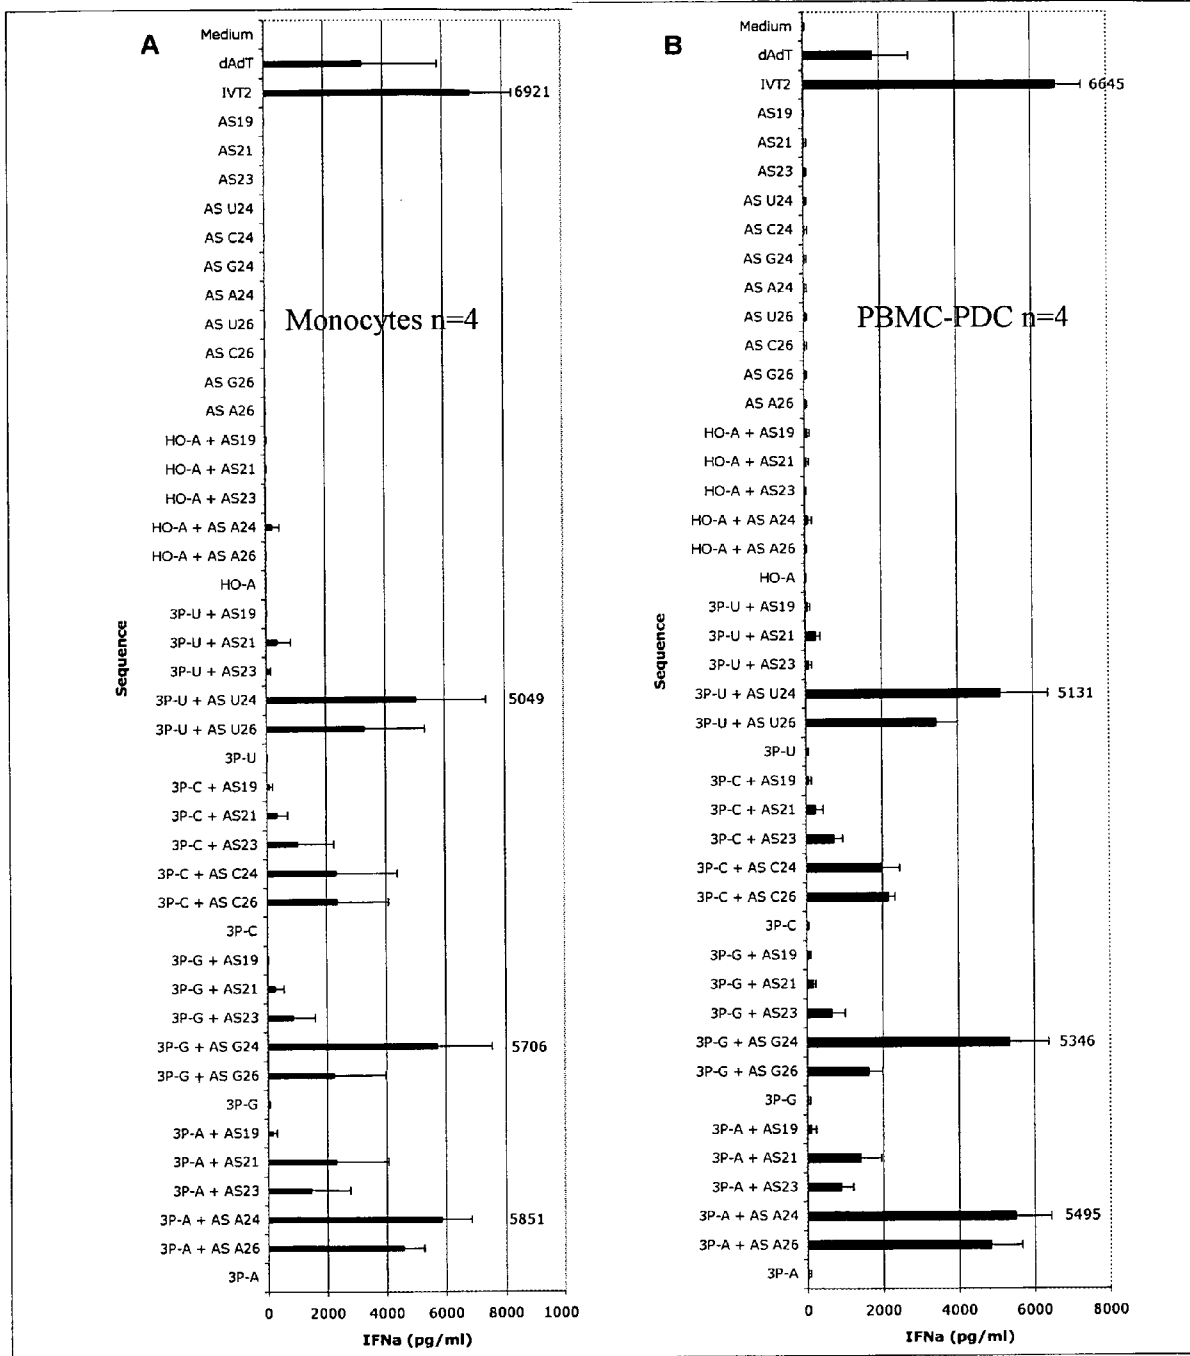 A
Medium
dAdT
IVT2
6921
AS19
AS21
AS23
AS U24
AS C24
AS G24
AS A24
AS U26
AS C26
AS G26
AS A26
Monocytes n=4
HO-A + AS19
HO-A + AS21
HO-A + AS23
HO-A + AS A24
HO-A + AS A26
HO-A
3P-U + AS19
3P-U + AS21
3P-U + AS23
3P-U + AS U24
5049
3P-U + AS U26
3P-U
3P-C + AS19
3P-C + AS21
3P-C + AS23
3P-C + AS C24
3P-C + AS C26
3P-C
3P-G + AS19
3P-G + AS21
3P-G + AS23
3P-G + AS G24
5706
3P-G + AS G26
3P-G
3P-A + AS19
3P-A + AS21
3P-A + AS23
3P-A + AS A24
5851
3P-A + AS A26
3P-A
Sequence
0 2000 4000 6000 8000 1000
IFNa (pg/ml)
B
Medium
dAdT
IVT2
6645
AS19
AS21
AS23
AS U24
AS C24
AS G24
AS A24
AS U26
AS C26
AS G26
AS A26
PBMC-PDC n=4
HO-A + AS19
HO-A + AS21
HO-A + AS23
HO-A + AS A24
HO-A + AS A26
HO-A
3P-U + AS19
3P-U + AS21
3P-U + AS23
3P-U + AS U24
5131
3P-U + AS U26
3P-U
3P-C + AS19
3P-C + AS21
3P-C + AS23
3P-C + AS C24
3P-C + AS C26
3P-C
3P-G + AS19
3P-G + AS21
3P-G + AS23
3P-G + AS G24
5346
3P-G + AS G26
3P-G
3P-A + AS19
3P-A + AS21
3P-A + AS23
3P-A + AS A24
5495
3P-A + AS A26
3P-A
Sequence
0 2000 4000 6000 8000
IFNa (pg/ml)